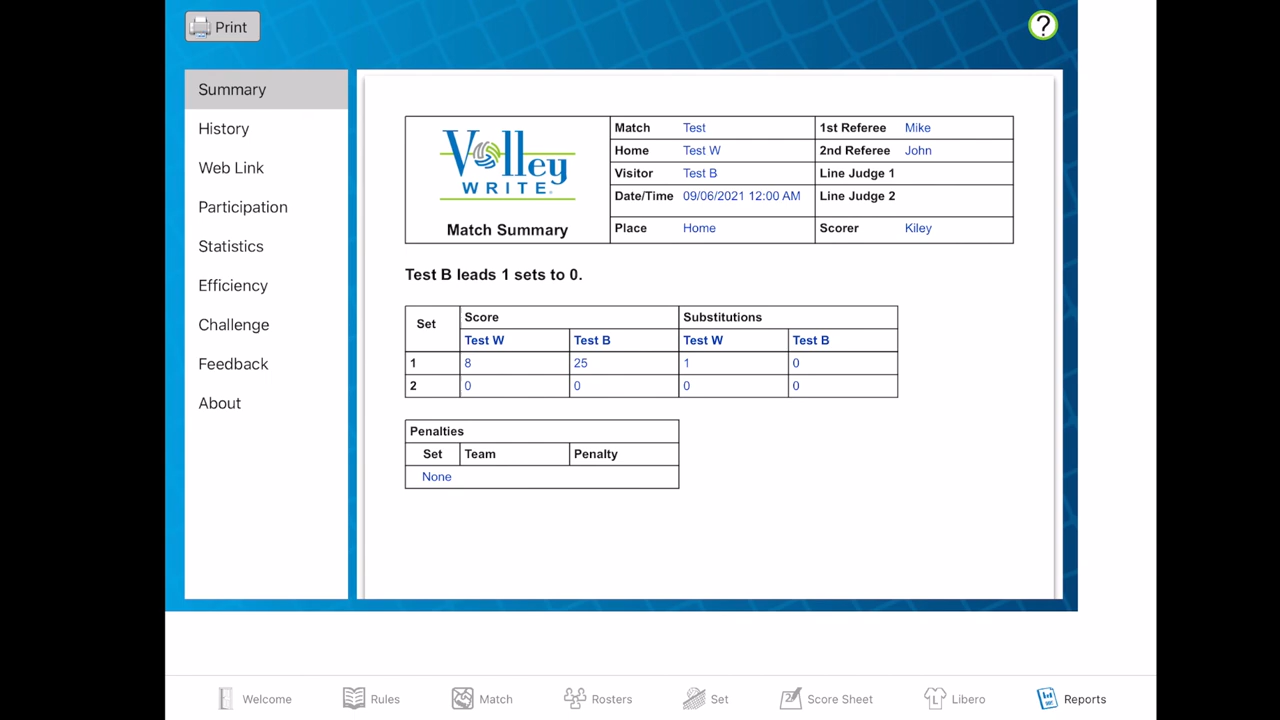 Print
?
Summary
History
Web Link
Participation
Statistics
Efficiency
Challenge
Feedback
About
Volley
WRITE
Match Summary
Match Test 1st Referee Mike
Home Test W 2nd Referee John
Visitor Test B Line Judge 1
Date/Time 09/06/2021 12:00 AM Line Judge 2
Place Home Scorer Kiley
Test B leads 1 sets to 0.
Set Score Substitutions
Test W Test B Test W Test B
1 8 25 1 0
2 0 0 0 0
Penalties
Set Team Penalty
None
Welcome Rules Match Rosters Set 2 Score Sheet L Libero Reports